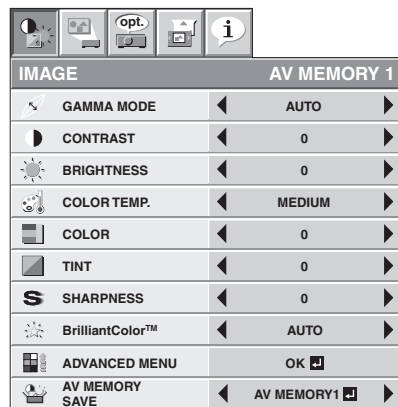 opt.
i
IMAGE AV MEMORY 1
GAMMA MODE AUTO
CONTRAST 0
BRIGHTNESS 0
COLOR TEMP. MEDIUM
COLOR 0
TINT 0
S SHARPNESS 0
BrilliantColor™ AUTO
ADVANCED MENU OK
AV MEMORY
SAVE AV MEMORY1